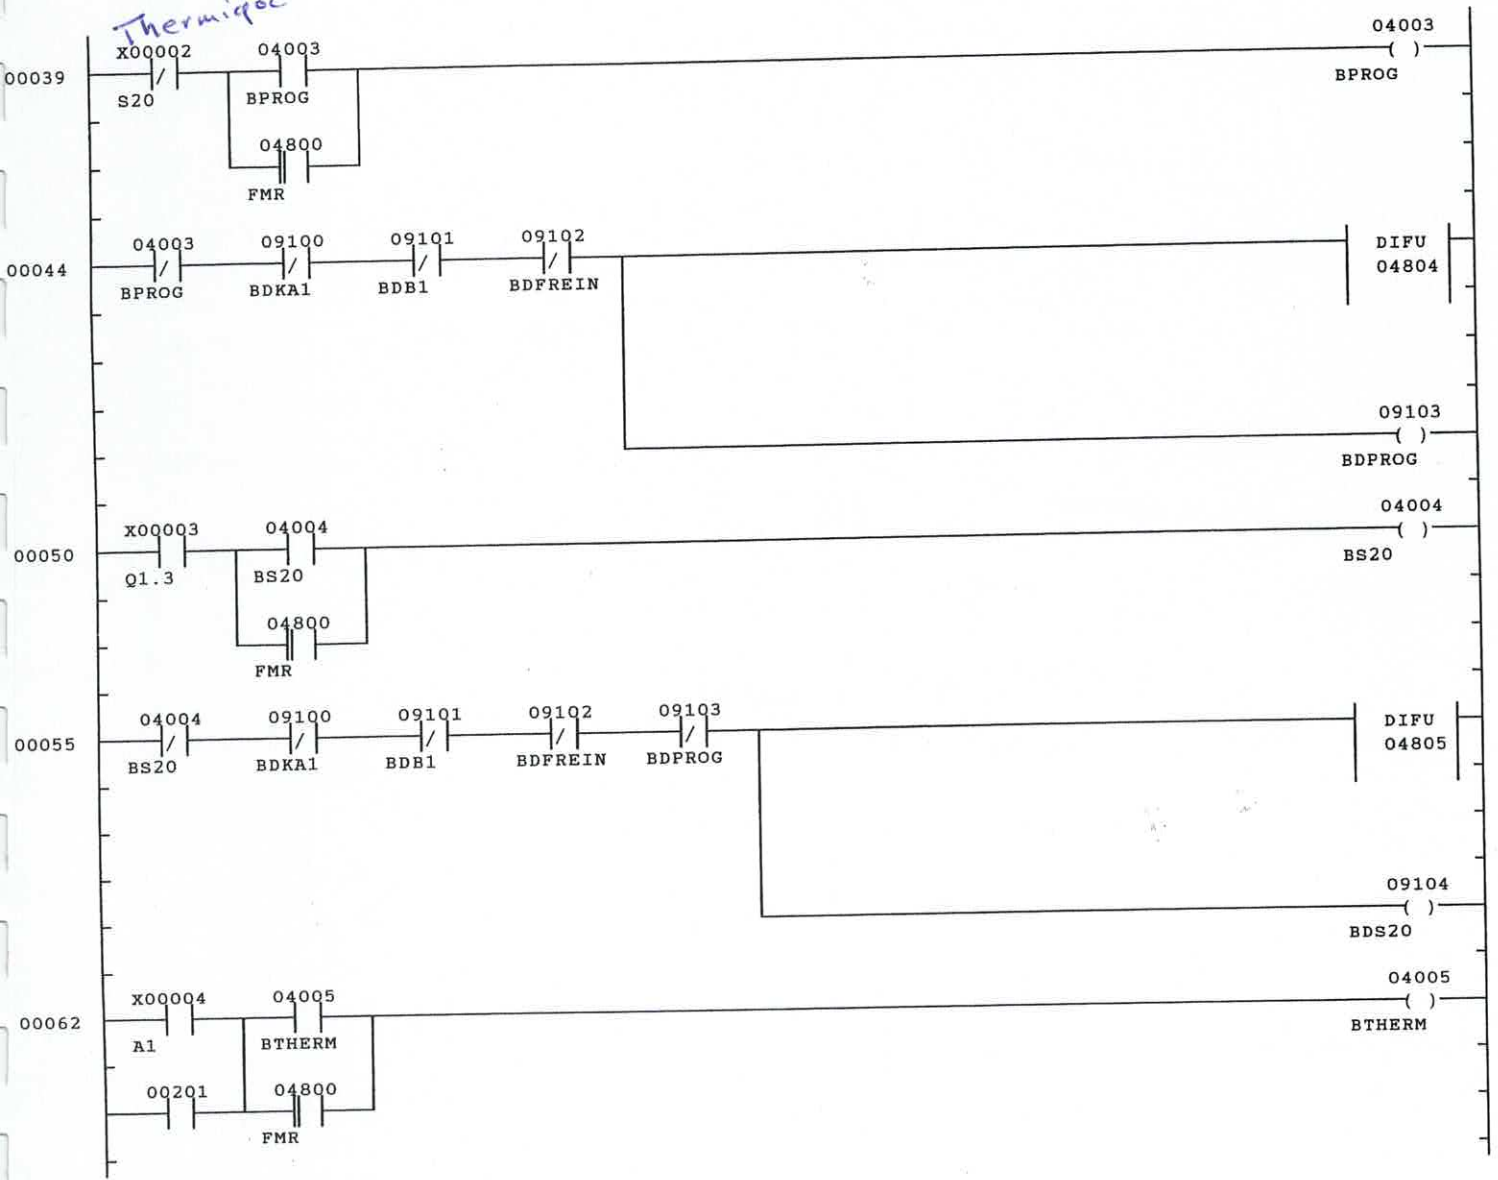 Thermique
X00002 04003 04003
00039
S20 BPROG BPROG
04800
FMR
04003 09100 09101 09102 DIFU
00044 04804
BPROG BDKA1 BDB1 BDFREIN
09103
BDPROG
X00003 04004 04004
00050
Q1.3 BS20 BS20
04800
FMR
04004 09100 09101 09102 09103 DIFU
00055 04805
BS20 BDKA1 BDB1 BDFREIN BDPROG
09104
BDS20
X00004 04005 04005
00062
A1 BTHERM BTHERM
00201 04800
FMR